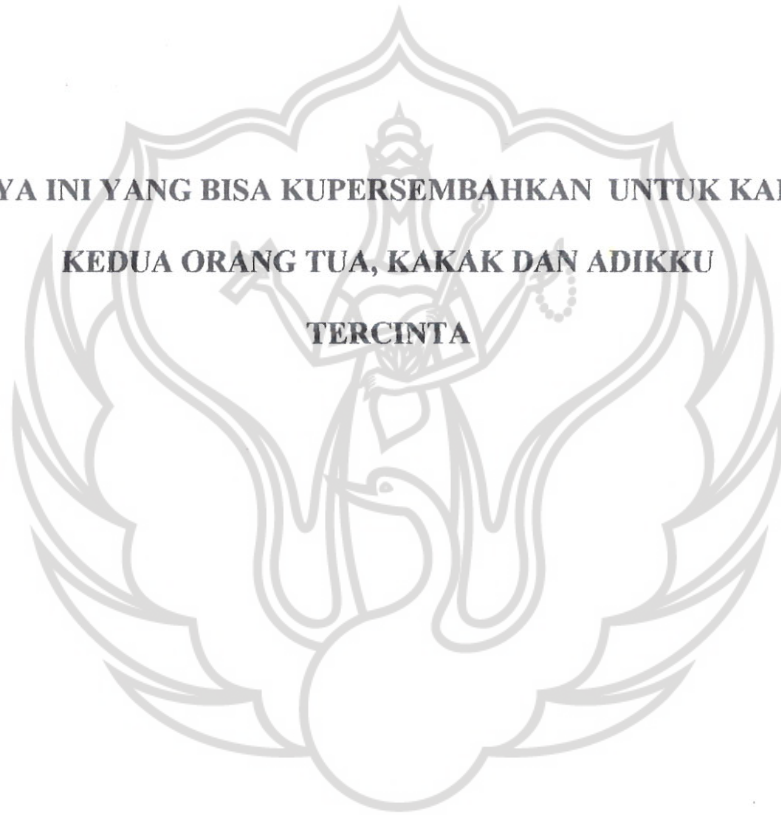 YA INI YANG BISA KUPERSEMBAHKAN UNTUK KA
KEDUA ORANG TUA, KAKAK DAN ADIKKU
TERCINTA